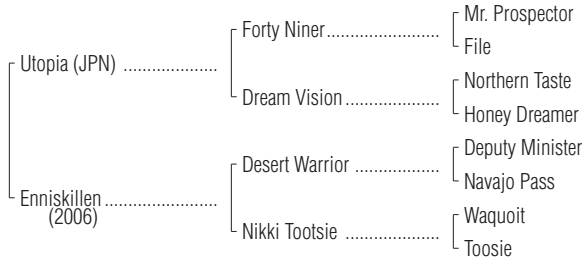 Mr. Prospector
Forty Niner
File
Utopia (JPN)
Northern Taste
Dream Vision
Honey Dreamer
Deputy Minister
Desert Warrior
Navajo Pass
Enniskillen
(2006)
Waquoit
Nikki Tootsie
Toosie